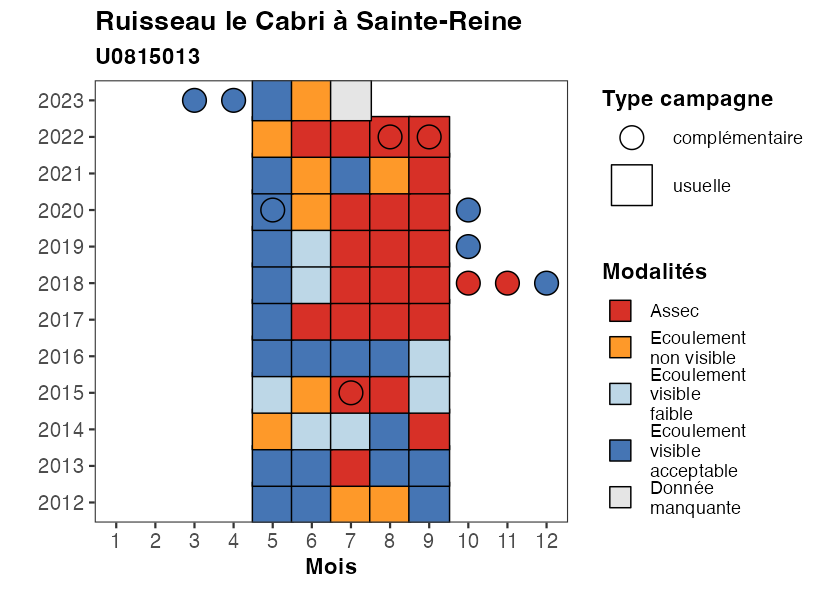 Ruisseau le Cabri à Sainte-Reine
U0815013
2023
2022
2021
2020
2019
2018
2017
2016
2015
2014
2013
2012
1 2 3 4 5 6 7 8 9 10 11 12
Mois
Type campagne
complémentaire
usuelle
Modalités
Assec
Ecoulement
non visible
Ecoulement
visible
faible
Ecoulement
visible
acceptable
Donnée
manquante